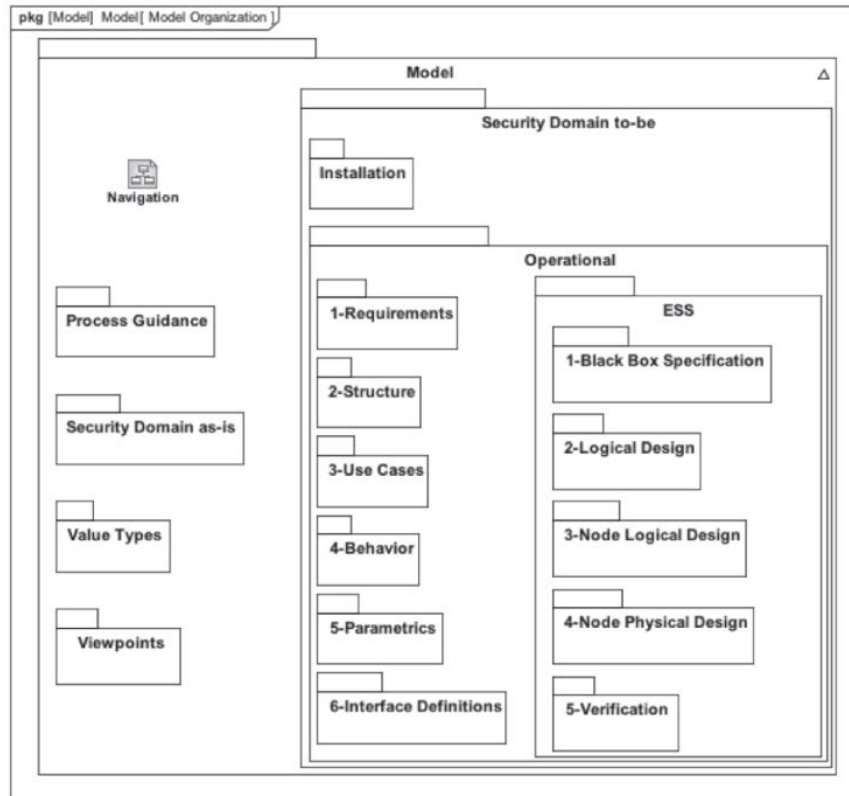 pkg [Model] Model[ Model Organization ]
Model
Security Domain to-be
Installation
Navigation
Operational
Process Guidance
1-Requirements
ESS
1-Black Box Specification
2-Structure
Security Domain as-is
2-Logical Design
3-Use Cases
Value Types
3-Node Logical Design
4-Behavior
4-Node Physical Design
5-Parametrics
Viewpoints
6-Interface Definitions
5-Verification